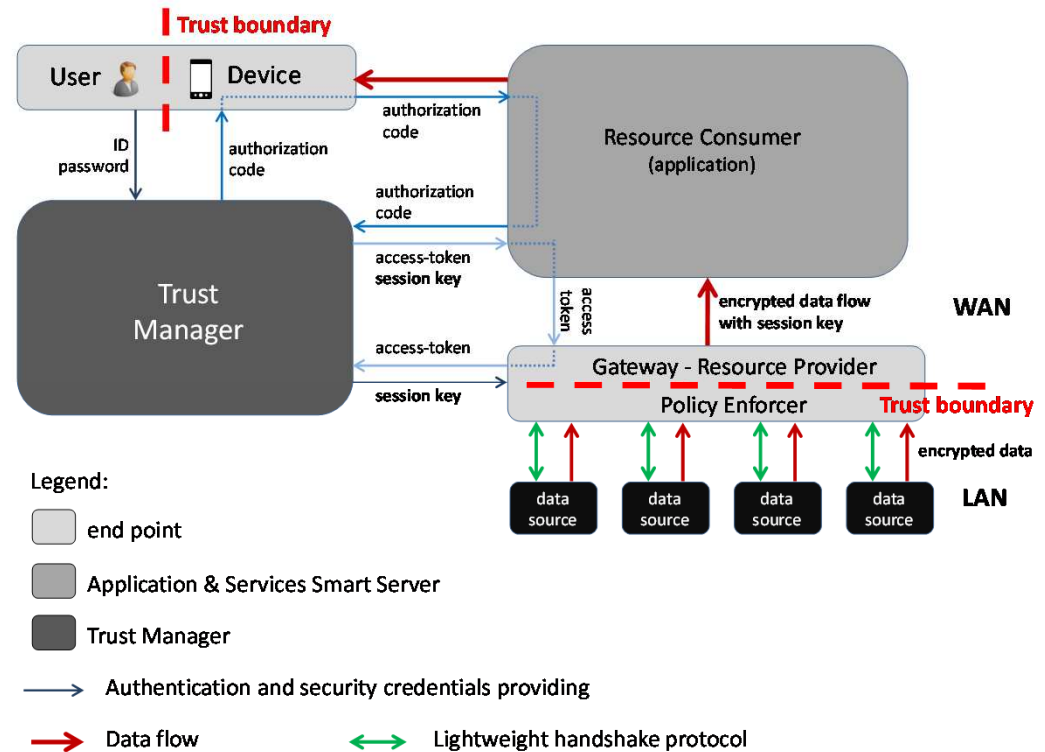 Trust boundary
User
Device
ID
password
authorization
code
authorization
code
Resource Consumer
(application)
authorization
code
access-token
session key
access
token
Trust
Manager
encrypted data flow
with session key
WAN
access-token
session key
Gateway - Resource Provider
Policy Enforcer
Trust boundary
encrypted data
data
source
data
source
data
source
data
source
LAN
Legend:
end point
Application & Services Smart Server
Trust Manager
Authentication and security credentials providing
Data flow
Lightweight handshake protocol